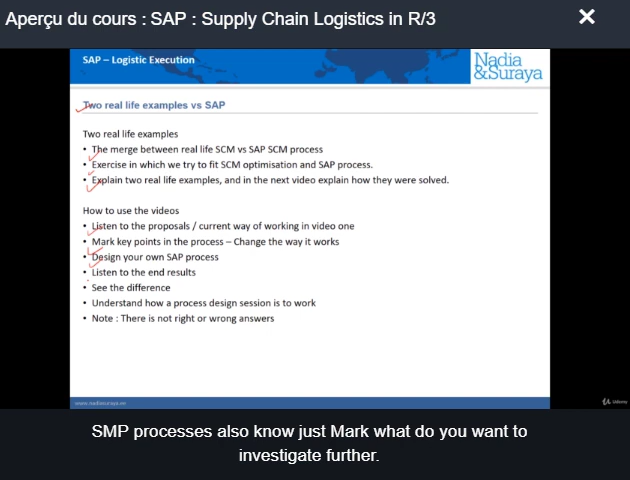 Aperçu du cours : SAP : Supply Chain Logistics in R/3
SAP – Logistic Execution
Nadia
&Suraya
Two real life examples vs SAP
Two real life examples
• The merge between real life SCM vs SAP SCM process
• Exercise in which we try to fit SCM optimisation and SAP process.
• Explain two real life examples, and in the next video explain how they were solved.
How to use the videos
• Listen to the proposals / current way of working in video one
• Mark key points in the process – Change the way it works
• Design your own SAP process
• Listen to the end results
• See the difference
• Understand how a process design session is to work
• Note : There is not right or wrong answers
Udemy
SMP processes also know just Mark what do you want to
investigate further.